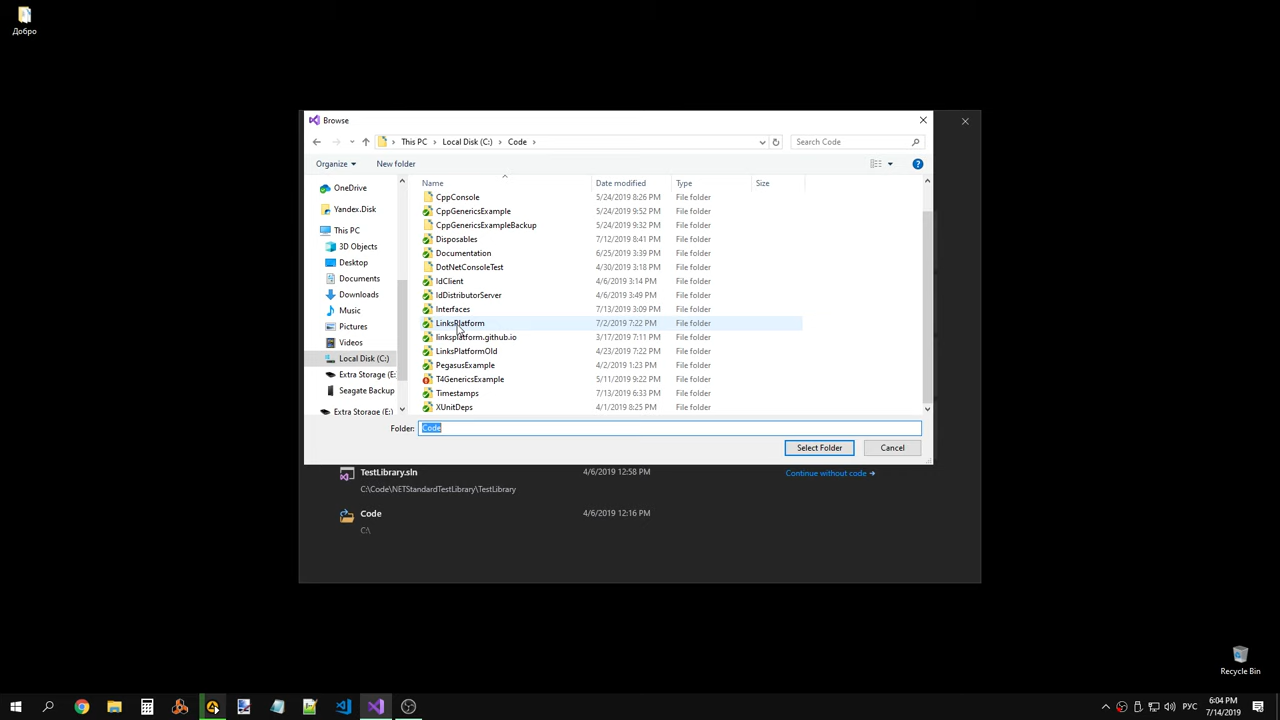 Добро
Browse
This PC
Local Disk (C:)
Code
Search Code
Organize
New folder
Name
Date modified
Type
Size
OneDrive
Yandex.Disk
This PC
3D Objects
Desktop
Documents
Downloads
Music
Pictures
Videos
Local Disk (C:)
Extra Storage (E:
Seagate Backup
Extra Storage (E:)
CppConsole 5/24/2019 8:26 PM File folder
CppGenericsExample 5/24/2019 9:52 PM File folder
CppGenericsExampleBackup 5/24/2019 9:32 PM File folder
Disposables 7/12/2019 8:41 PM File folder
Documentation 6/25/2019 3:39 PM File folder
DotNetConsoleTest 4/30/2019 3:18 PM File folder
IdClient 4/6/2019 3:14 PM File folder
IdDistributorServer 4/6/2019 3:49 PM File folder
Interfaces 7/13/2019 3:09 PM File folder
LinksPlatform 7/2/2019 7:22 PM File folder
linksplatform.github.io 3/17/2019 7:11 PM File folder
LinksPlatformOld 4/23/2019 7:22 PM File folder
PegasusExample 4/2/2019 1:23 PM File folder
T4GenericsExample 5/11/2019 9:22 PM File folder
Timestamps 7/13/2019 6:33 PM File folder
XUnitDeps 4/1/2019 8:25 PM File folder
Folder: Code
Select Folder
Cancel
TestLibrary.sln 4/6/2019 12:58 PM
C:\Code\NETStandardTestLibrary\TestLibrary
Continue without code
Code 4/6/2019 12:16 PM
C:\
Recycle Bin
РУС
6:04 PM
7/14/2019